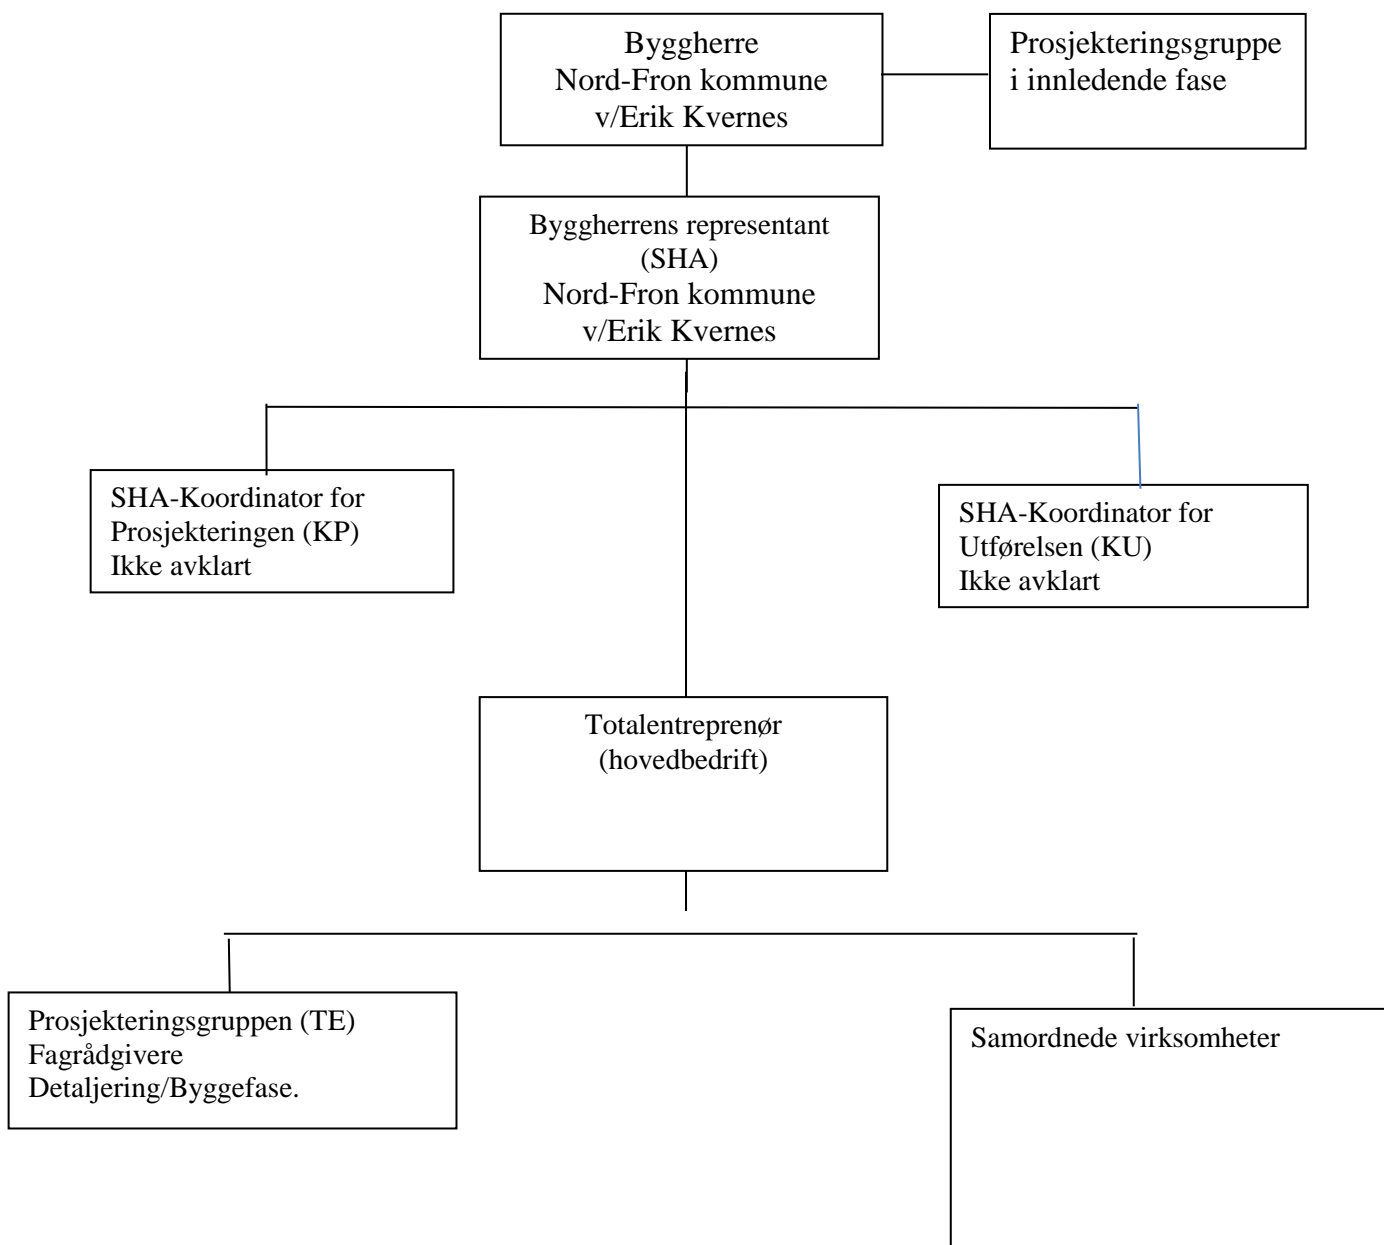 Byggherre
Nord-Fron kommune
v/Erik Kvernes
Prosjekteringsgruppe
i innledende fase
Byggherrens representant
(SHA)
Nord-Fron kommune
v/Erik Kvernes
SHA-Koordinator for
Prosjekteringen (KP)
Ikke avklart
SHA-Koordinator for
Utførelsen (KU)
Ikke avklart
Totalentreprenør
(hovedbedrift)
Prosjekteringsgruppen (TE)
Fagrådgivere
Detaljering/Byggefase.
Samordnede virksomheter